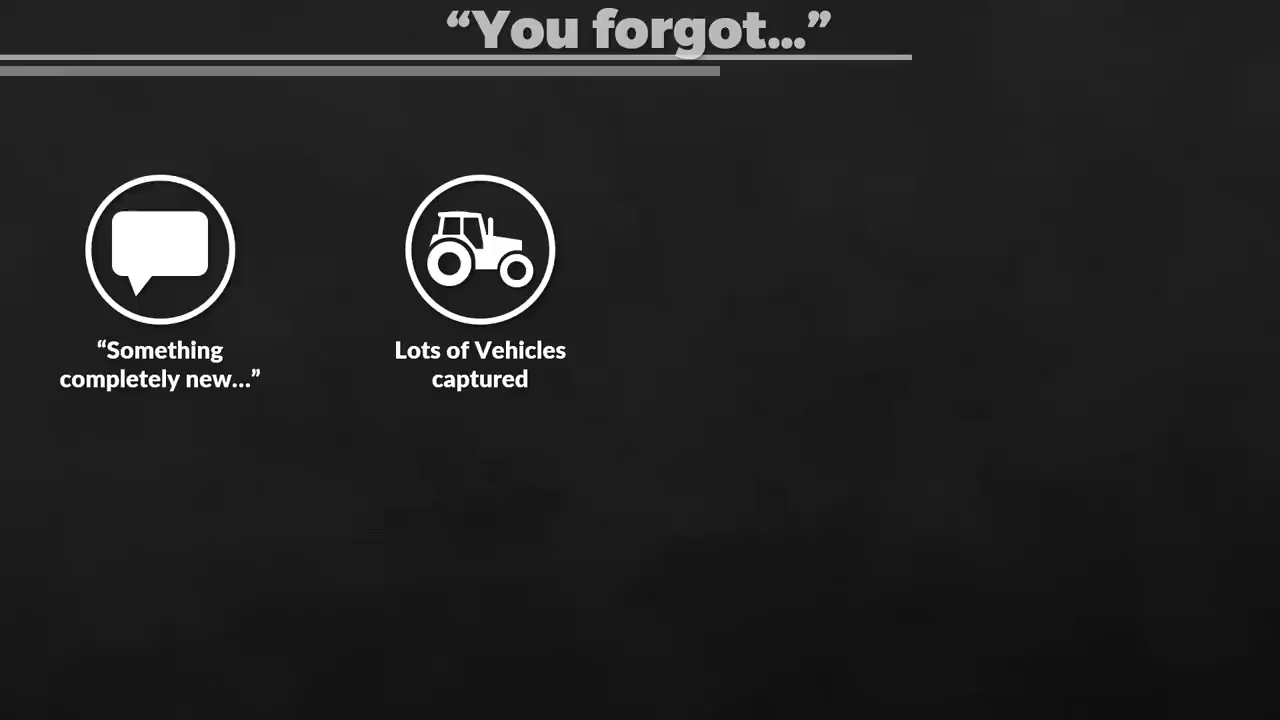 “You forgot...”
“Something
completely new...”
Lots of Vehicles
captured